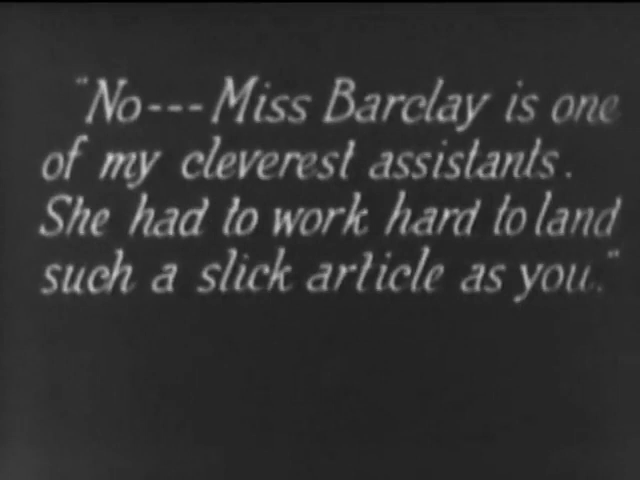 "No---Miss Barclay is one
of my cleverest assistants.
She had to work hard to land
such a slick article as you."